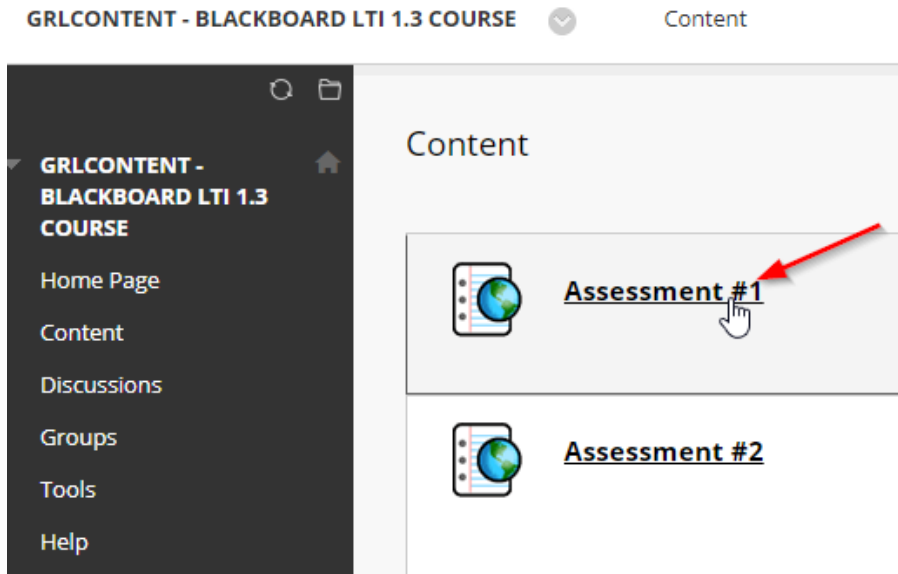 GRLCONTENT - BLACKBOARD LTI 1.3 COURSE
Content
GRLCONTENT -
BLACKBOARD LTI 1.3
COURSE
Home Page
Content
Discussions
Groups
Tools
Help
Content
Assessment #1
Assessment #2